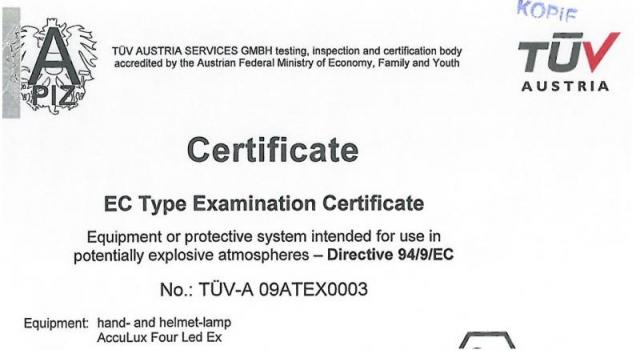 KOPIE
TÜV AUSTRIA SERVICES GMBH testing, inspection and certification body
accredited by the Austrian Federal Ministry of Economy, Family and Youth
A
PIZ
TÜV
AUSTRIA
Certificate
EC Type Examination Certificate
Equipment or protective system intended for use in
potentially explosive atmospheres – Directive 94/9/EC
No.: TÜV-A 09ATEX0003
Equipment: hand- and helmet-lamp
AccuLux Four Led Ex